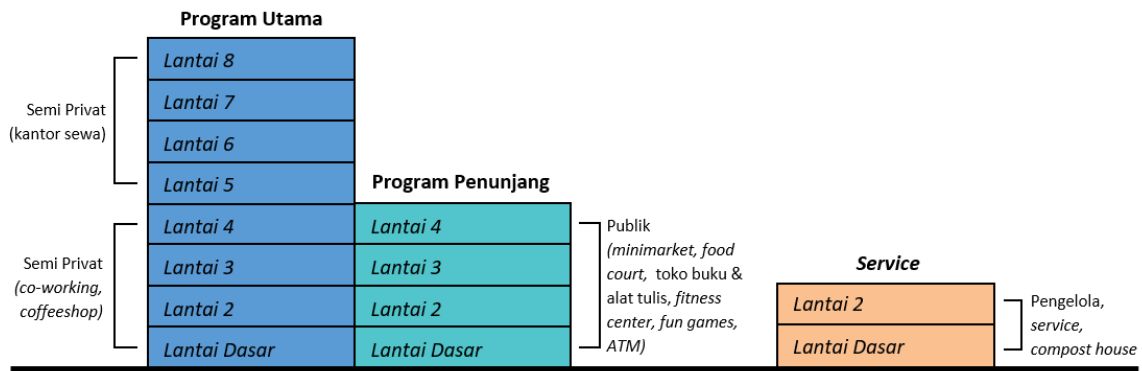 Program Utama
Lantai 8
Lantai 7
Lantai 6
Lantai 5
Lantai 4
Lantai 3
Lantai 2
Lantai Dasar
Semi Privat
(kantor sewa)
Semi Privat
(co-working,
coffeeshop)
Program Penunjang
Lantai 4
Lantai 3
Lantai 2
Lantai Dasar
Publik
(minimarket, food
court, toko buku &
alat tulis, fitness
center, fun games,
ATM)
Service
Lantai 2
Lantai Dasar
Pengelola,
service,
compost house